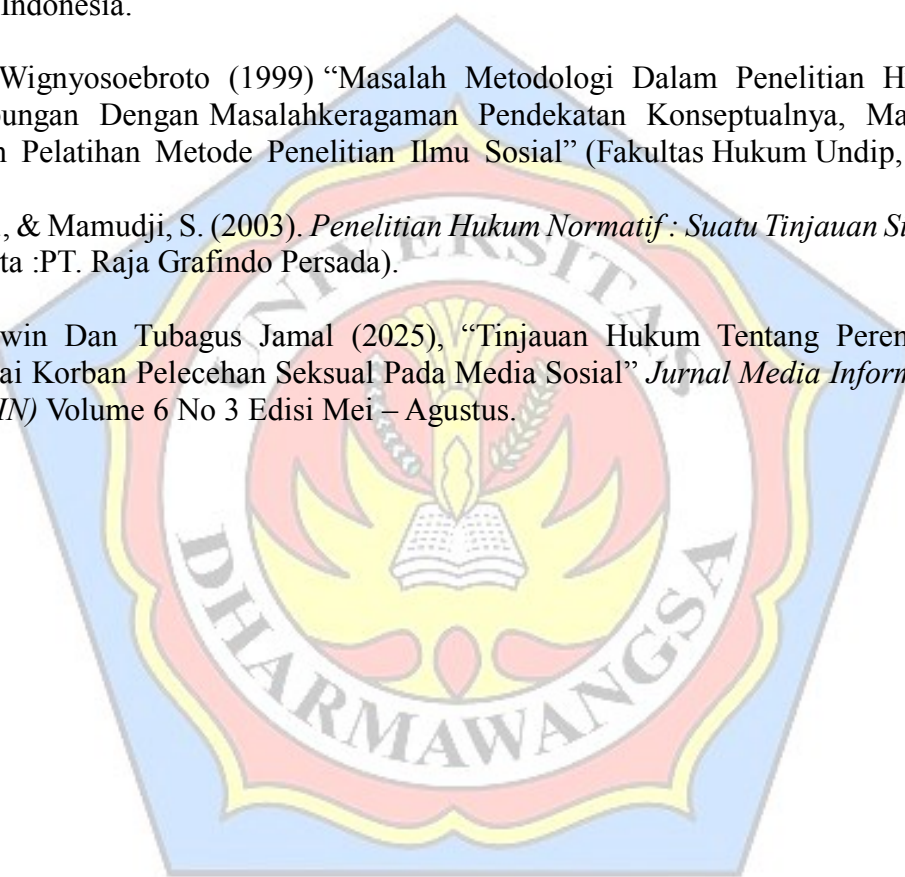 Indonesia.
Wignyosoebroto (1999) “Masalah Metodologi Dalam Penelitian H
ungan Dengan Masalahkeragaman Pendekatan Konseptualnya, Ma
n Pelatihan Metode Penelitian Ilmu Sosial” (Fakultas Hukum Undip,
, & Mamudji, S. (2003). Penelitian Hukum Normatif : Suatu Tinjauan Si
ta :PT. Raja Grafindo Persada).
win Dan Tubagus Jamal (2025), “Tinjauan Hukum Tentang Peren
ai Korban Pelecehan Seksual Pada Media Sosial” Jurnal Media Inform
IN) Volume 6 No 3 Edisi Mei – Agustus.
UNIVERSITAS
DHARMAWANGSA